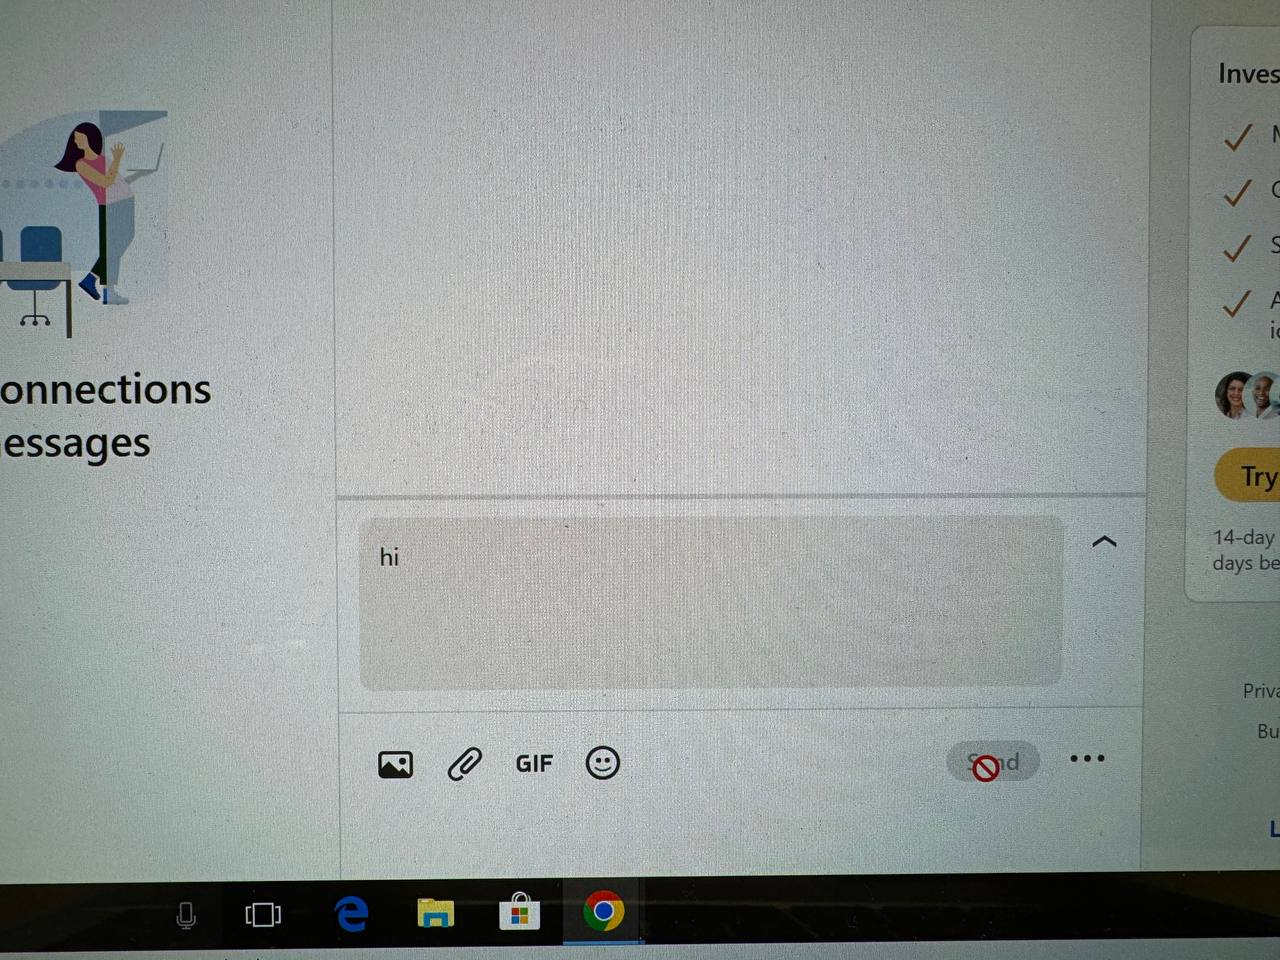 onnections
essages
hi
GIF
Inves
Try
14-day
days be
Priva
Bu
L